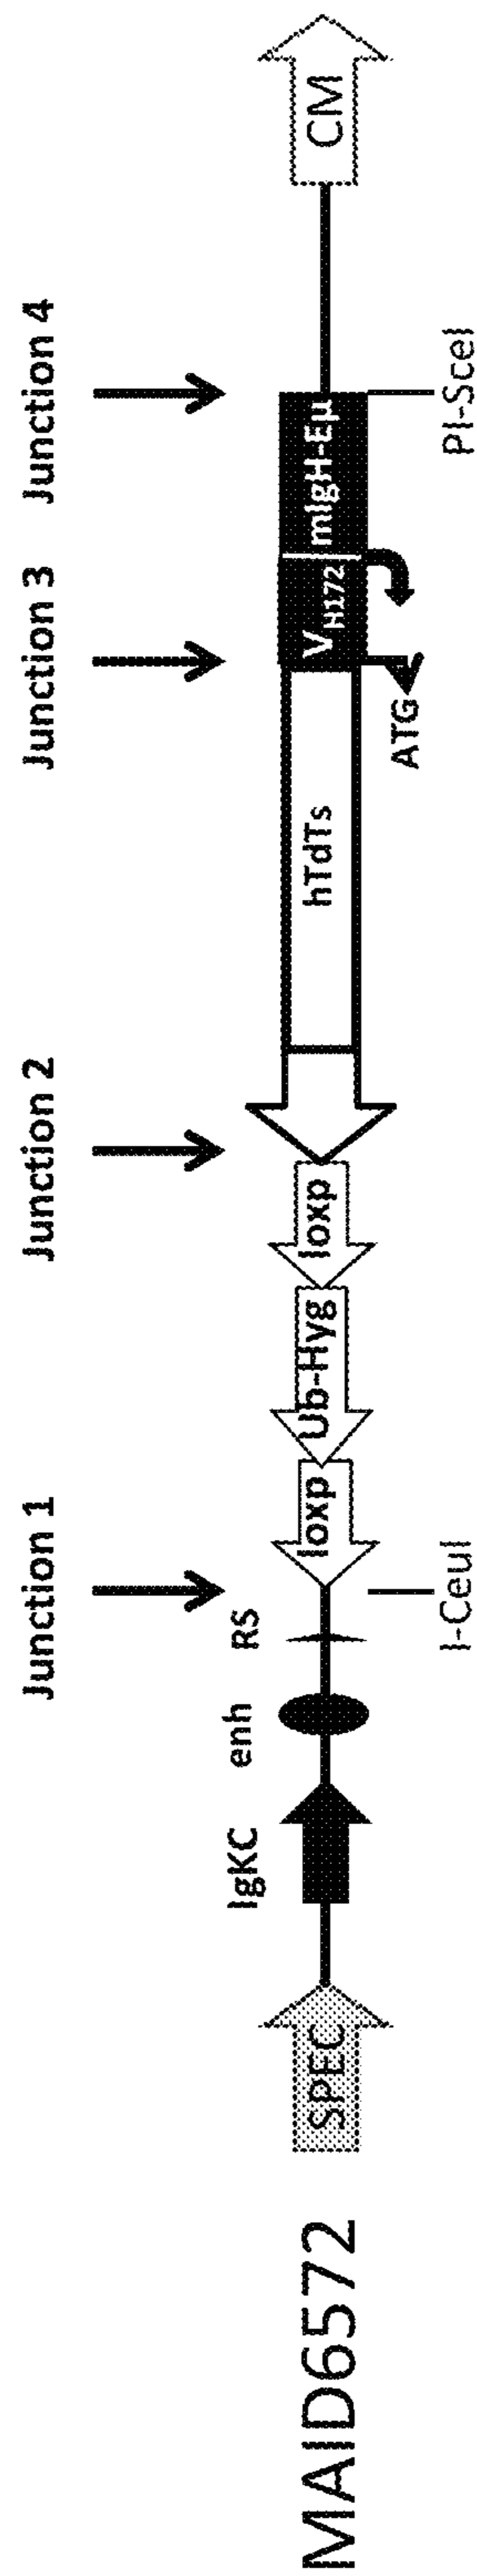 MAID6572
SPEC
IgKC
enh
RS
Junction 1
I-CeuI
loxp
Ub-Hyg
loxp
Junction 2
hTdTs
Junction 3
ATG
VH172
mIgH-Eμ
Junction 4
PI-SceI
CM